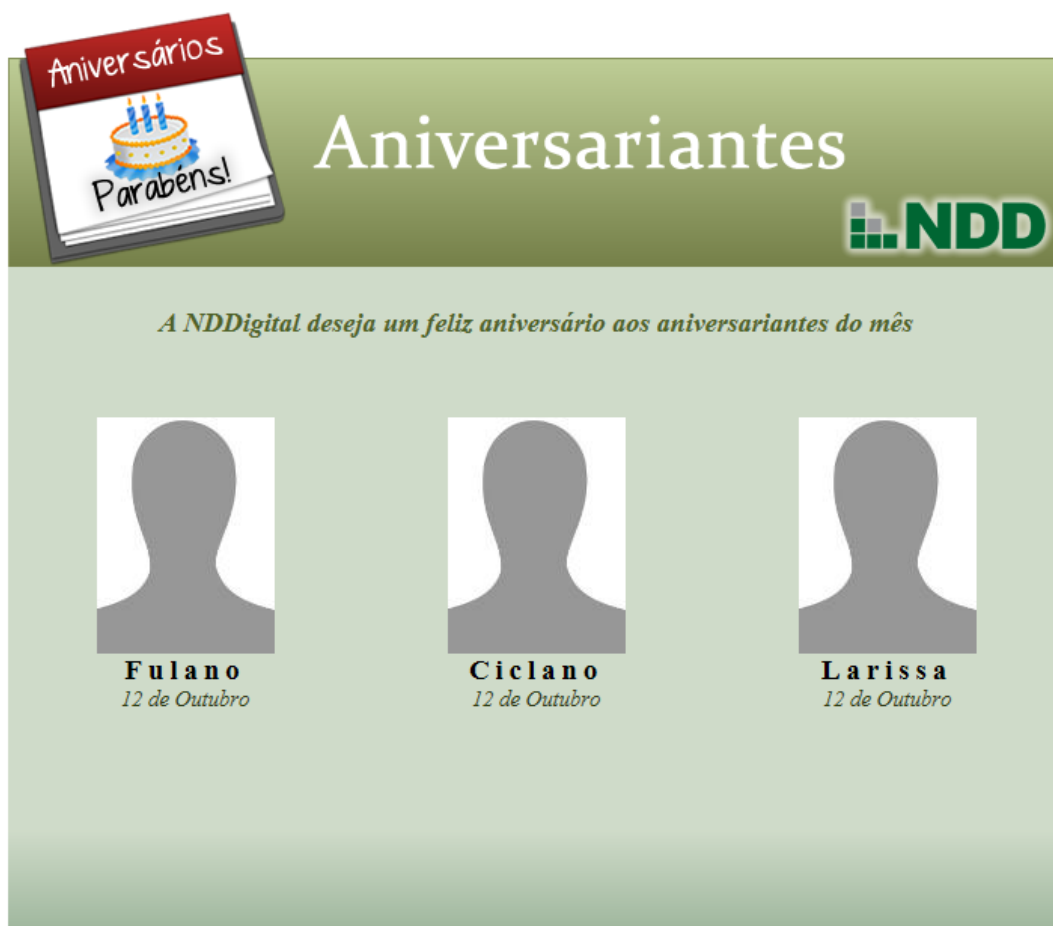 Aniversários
Parabéns!
Aniversariantes
NDD
A NDDigital deseja um feliz aniversário aos aniversariantes do mês
Fulano
12 de Outubro
Ciclano
12 de Outubro
Larissa
12 de Outubro